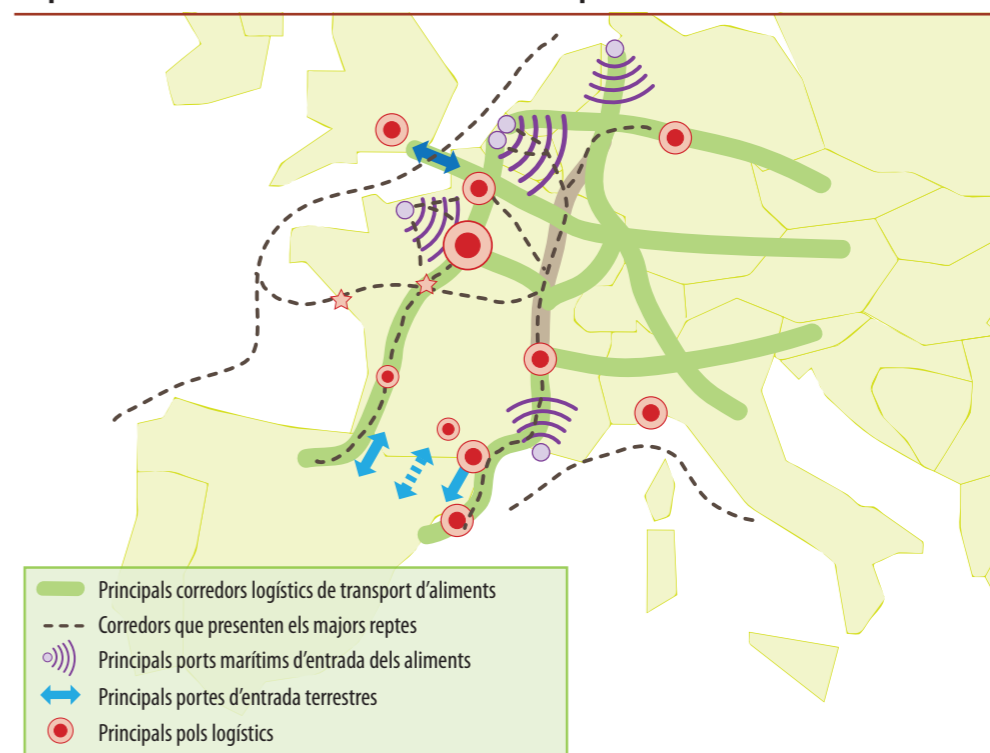 Principals corredors logístics de transport d'aliments
Corredors que presenten els majors reptes
Principals ports marítims d'entrada dels aliments
Principals portes d'entrada terrestres
Principals pols logístics